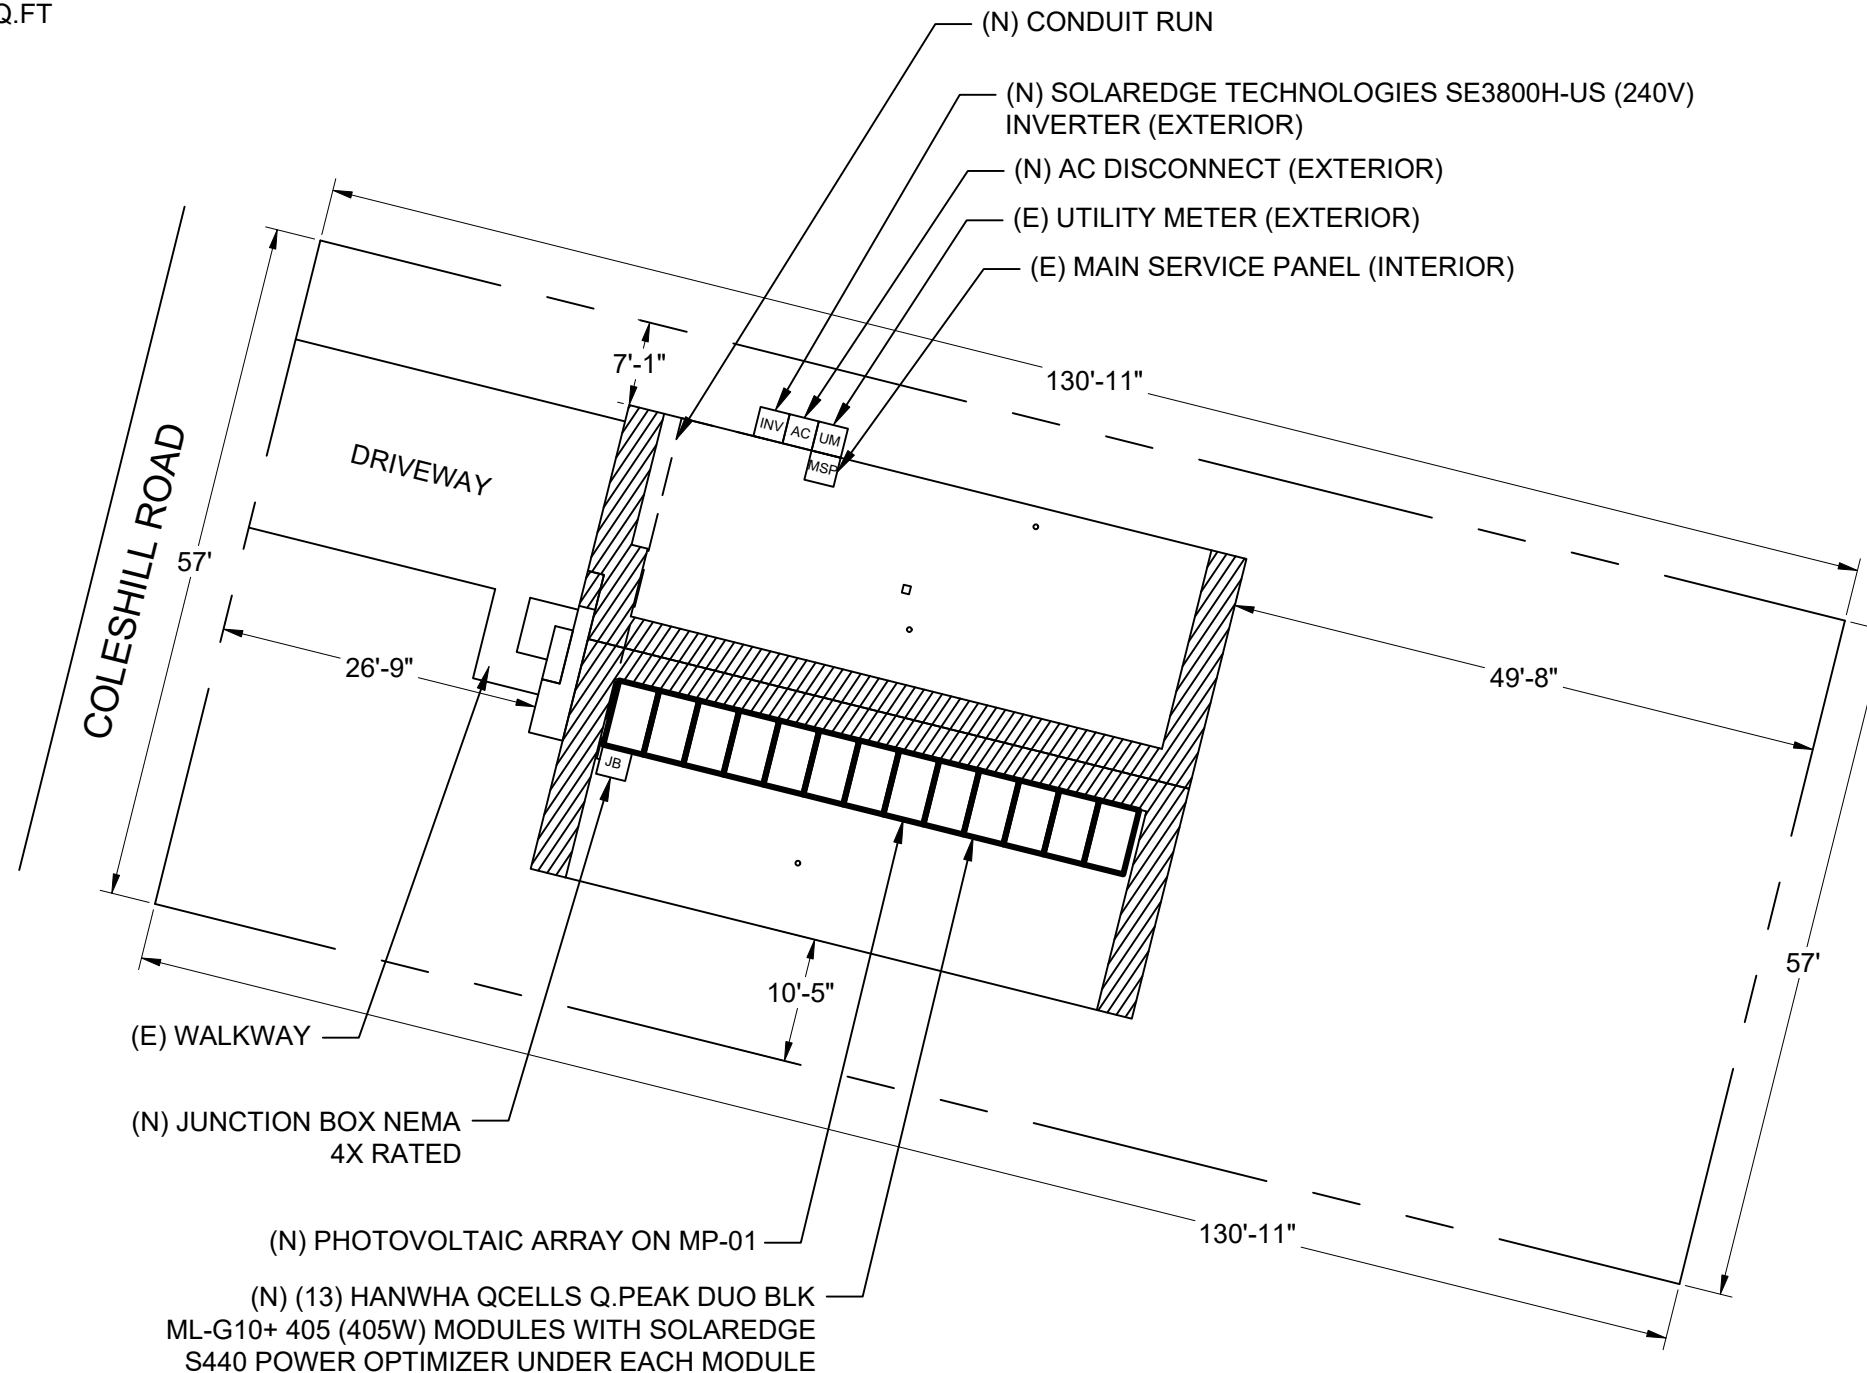 Q.FT
(N) CONDUIT RUN
(N) SOLAREDGE TECHNOLOGIES SE3800H-US (240V)
INVERTER (EXTERIOR)
(N) AC DISCONNECT (EXTERIOR)
(E) UTILITY METER (EXTERIOR)
(E) MAIN SERVICE PANEL (INTERIOR)
7'-1"
130'-11"
INV
AC
UM
MSP
DRIVEWAY
COLESHILL ROAD
57'
26'-9"
49'-8"
JB
57'
10'-5"
(E) WALKWAY
(N) JUNCTION BOX NEMA
4X RATED
130'-11"
(N) PHOTOVOLTAIC ARRAY ON MP-01
(N) (13) HANWHA QCELLS Q.PEAK DUO BLK
ML-G10+ 405 (405W) MODULES WITH SOLAREDGE
S440 POWER OPTIMIZER UNDER EACH MODULE